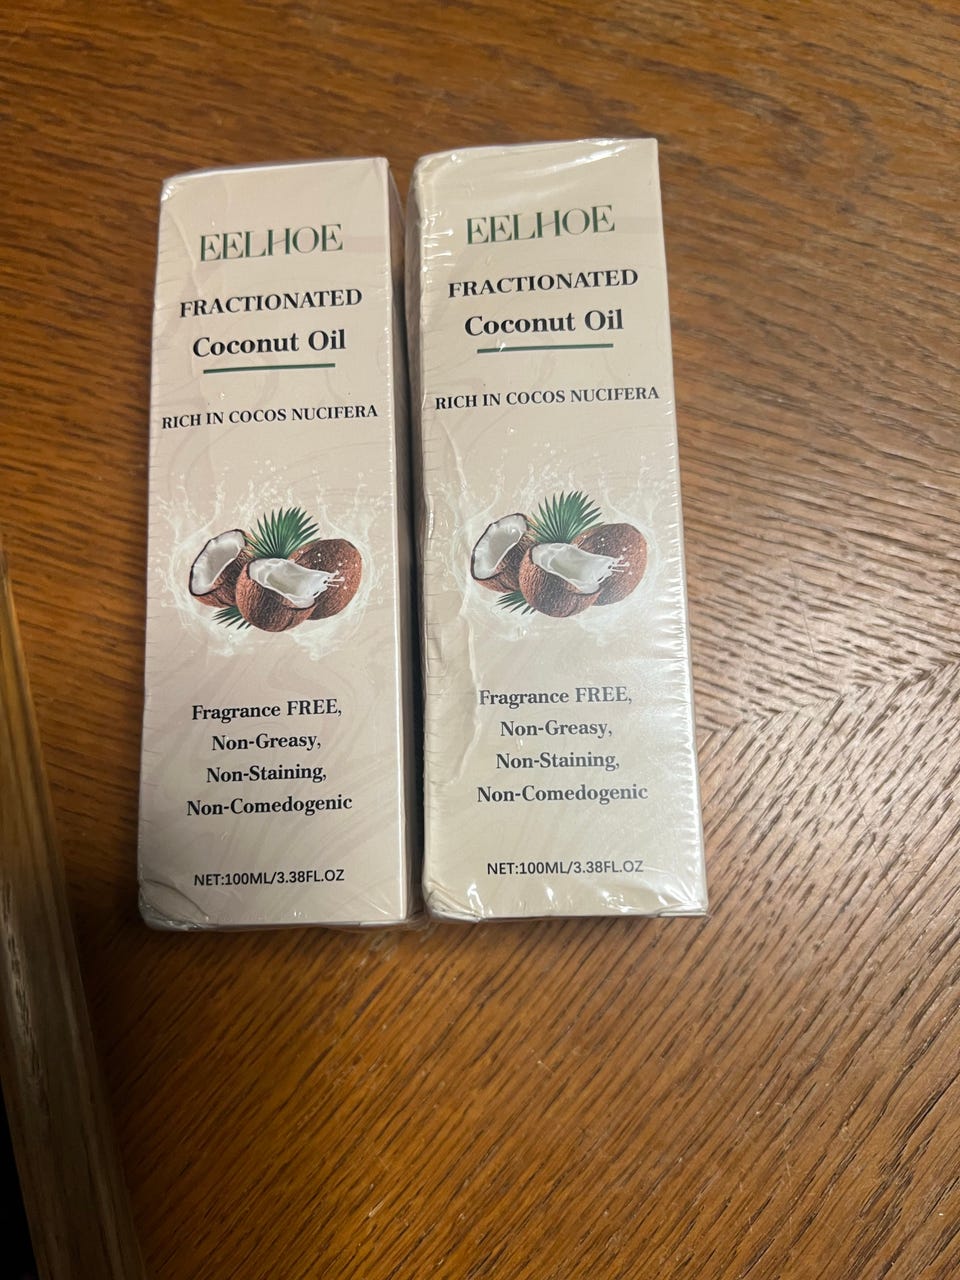 EELHOE
FRACTIONATED
Coconut Oil
RICH IN COCOS NUCIFERA
Fragrance FREE,
Non-Greasy,
Non-Staining,
Non-Comedogenic
NET:100ML/3.38FL.OZ
EELHOE
FRACTIONATED
Coconut Oil
RICH IN COCOS NUCIFERA
Fragrance FREE,
Non-Greasy,
Non-Staining,
Non-Comedogenic
NET:100ML/3.38FL.OZ